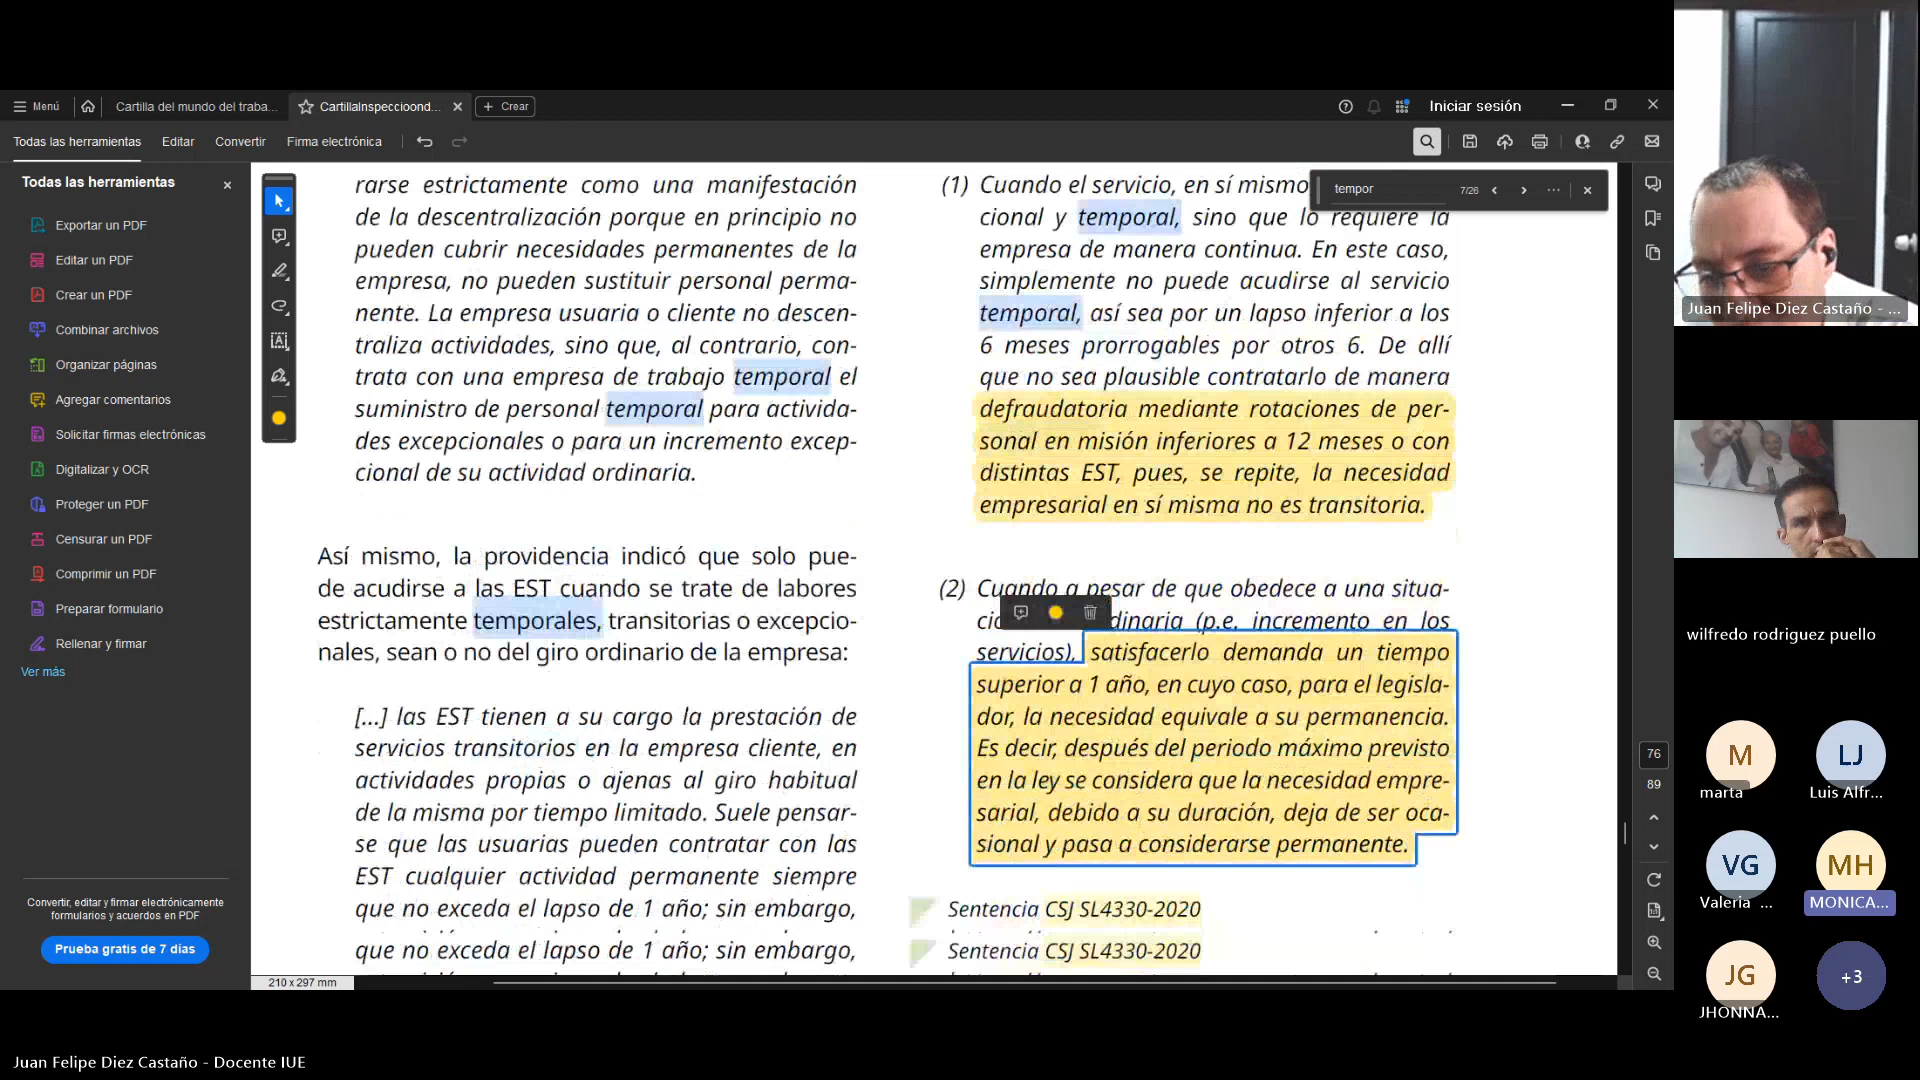 Menú
Cartilla del mundo del traba...
CartillaInspeccioond...
Crear
Iniciar sesión
Todas las herramientas
Editar
Convertir
Firma electrónica
Todas las herramientas
Exportar un PDF
Editar un PDF
Crear un PDF
Combinar archivos
Organizar páginas
Agregar comentarios
Solicitar firmas electrónicas
Digitalizar y OCR
Proteger un PDF
Censurar un PDF
Comprimir un PDF
Preparar formulario
Rellenar y firmar
Ver más
Convertir, editar y firmar electrónicamente
formularios y acuerdos en PDF
Prueba gratis de 7 días
rarse estrictamente como una manifestación
de la descentralización porque en principio no
pueden cubrir necesidades permanentes de la
empresa, no pueden sustituir personal perma-
nente. La empresa usuaria o cliente no descen-
traliza actividades, sino que, al contrario, con-
trata con una empresa de trabajo temporal el
suministro de personal temporal para activida-
des excepcionales o para un incremento excep-
cional de su actividad ordinaria.
Así mismo, la providencia indicó que solo pue-
de acudirse a las EST cuando se trate de labores
estrictamente temporales, transitorias o excepcio-
nales, sean o no del giro ordinario de la empresa:
[...] las EST tienen a su cargo la prestación de
servicios transitorios en la empresa cliente, en
actividades propias o ajenas al giro habitual
de la misma por tiempo limitado. Suele pensar-
se que las usuarias pueden contratar con las
EST cualquier actividad permanente siempre
que no exceda el lapso de 1 año; sin embargo,
que no exceda el lapso de 1 año; sin embargo,
210 x 297 mm
tempor
7/26
(1) Cuando el servicio, en sí mismo
cional y temporal, sino que lo requiere la
empresa de manera continua. En este caso,
simplemente no puede acudirse al servicio
temporal, así sea por un lapso inferior a los
6 meses prorrogables por otros 6. De allí
que no sea plausible contratarlo de manera
defraudatoria mediante rotaciones de per-
sonal en misión inferiores a 12 meses o con
distintas EST, pues, se repite, la necesidad
empresarial en sí misma no es transitoria.
(2) Cuando a pesar de que obedece a una situa-
dinaria (p.e. incremento en los
servicios), satisfacerlo demanda un tiempo
superior a 1 año, en cuyo caso, para el legisla-
dor, la necesidad equivale a su permanencia.
Es decir, después del periodo máximo previsto
en la ley se considera que la necesidad empre-
sarial, debido a su duración, deja de ser oca-
sional y pasa a considerarse permanente.
Sentencia CSJ SL4330-2020
Sentencia CSJ SL4330-2020
76
89
Juan Felipe Diez Castaño - ...
wilfredo rodriguez puello
M
marta
LJ
Luis Alfr...
VG
Valeria ...
MH
MONICA...
JG
JHONNA...
+3
Juan Felipe Diez Castaño - Docente IUE